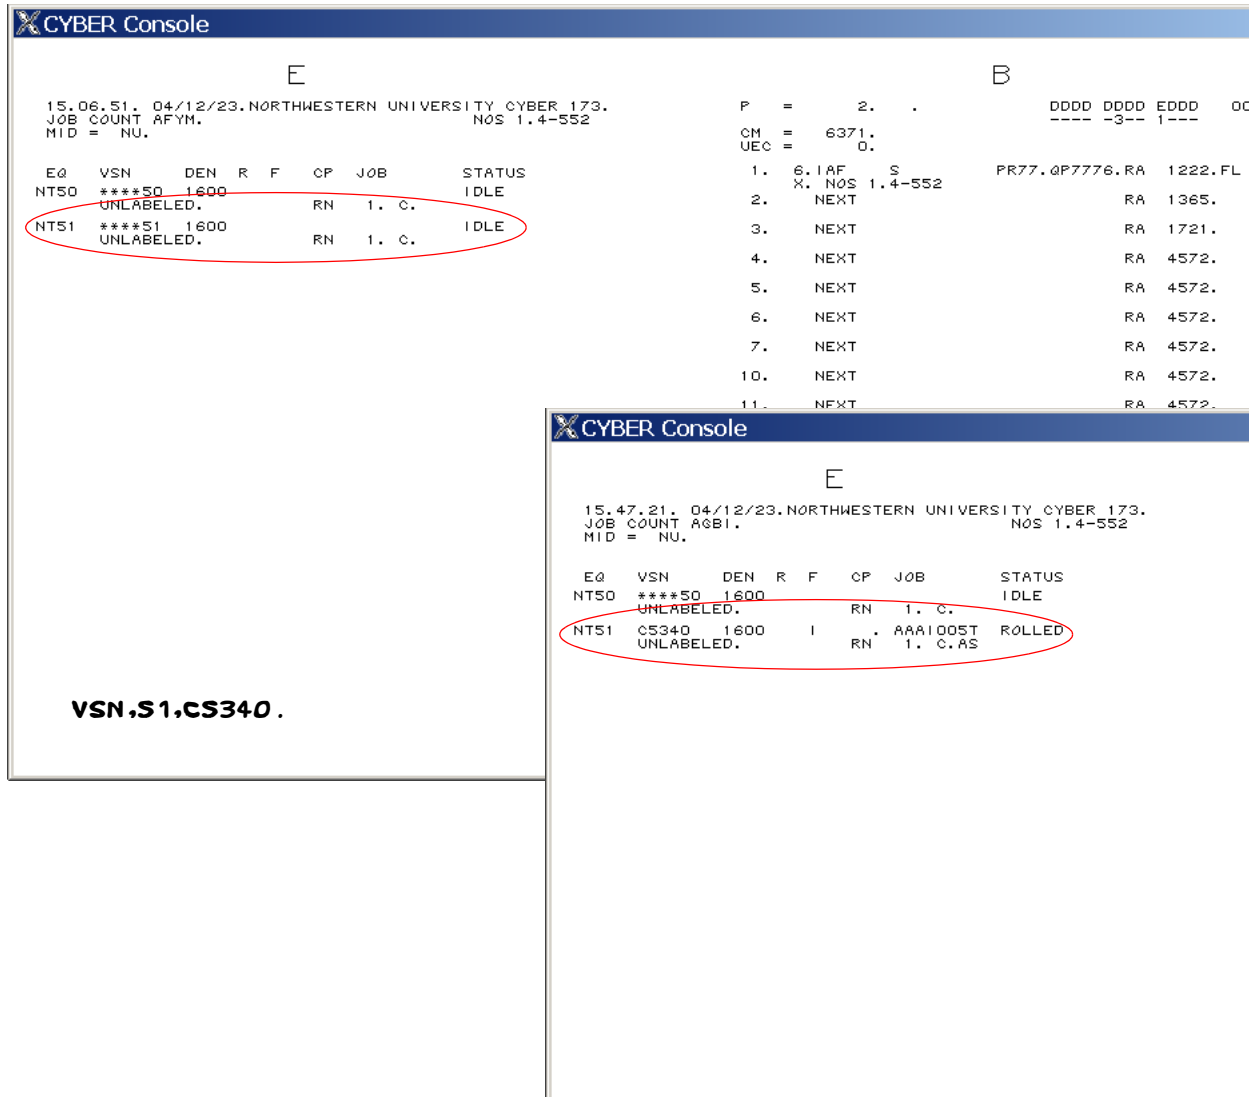 CYBER Console
E
15.06.51. 04/12/23.NORTHWESTERN UNIVERSITY CYBER 173.
JOB COUNT AFYM. NOS 1.4-552
MID = NU.
EQ VSN DEN R F CP JOB STATUS
NT50 ****50 1600 IDLE
UNLABELED. RN 1. C.
NT51 ****51 1600 IDLE
UNLABELED. RN 1. C.
VSN,S1,CS340.
B
P = 2. . DDDD DDDD EDDD
---- -3-- 1---
CM = 6371.
UEC = 0.
1. 6.IAF S PR77.QP7776.RA 1222.FL
X. NOS 1.4-552
2. NEXT RA 1365.
3. NEXT RA 1721.
4. NEXT RA 4572.
5. NEXT RA 4572.
6. NEXT RA 4572.
7. NEXT RA 4572.
10. NEXT RA 4572.
11. NEXT RA 4572.
CYBER Console
E
15.47.21. 04/12/23.NORTHWESTERN UNIVERSITY CYBER 173.
JOB COUNT AGBI. NOS 1.4-552
MID = NU.
EQ VSN DEN R F CP JOB STATUS
NT50 ****50 1600 IDLE
UNLABELED. RN 1. C.
NT51 CS340 1600 I . AAAI005T ROLLED
UNLABELED. RN 1. C.AS